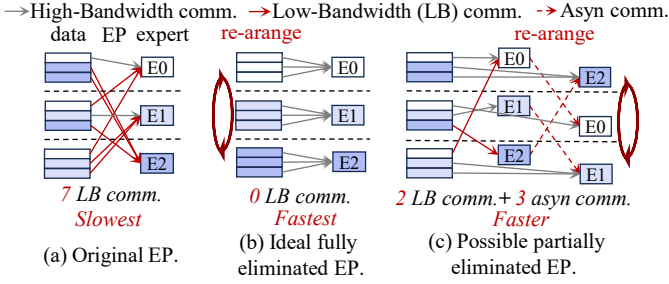 High-Bandwidth comm. Low-Bandwidth (LB) comm. Asyn comm.
data EP expert re-arange re-arange
E0
E1
E2
7 LB comm.
Slowest
(a) Original EP.
E0
E1
E2
0 LB comm.
Fastest
(b) Ideal fully
eliminated EP.
E0
E2
E1
E0
E2
E1
2 LB comm.+ 3 asyn comm.
Faster
(c) Possible partially
eliminated EP.